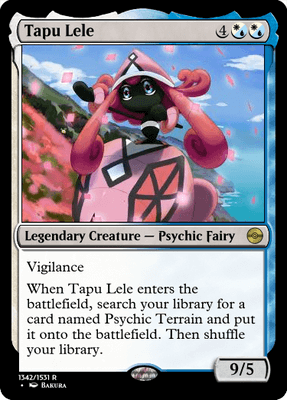 Tapu Lele 4
Legendary Creature — Psychic Fairy
Vigilance
When Tapu Lele enters the
battlefield, search your library for a
card named Psychic Terrain and put
it onto the battlefield. Then shuffle
your library.
9/5
1342/1531 R
• Bakura